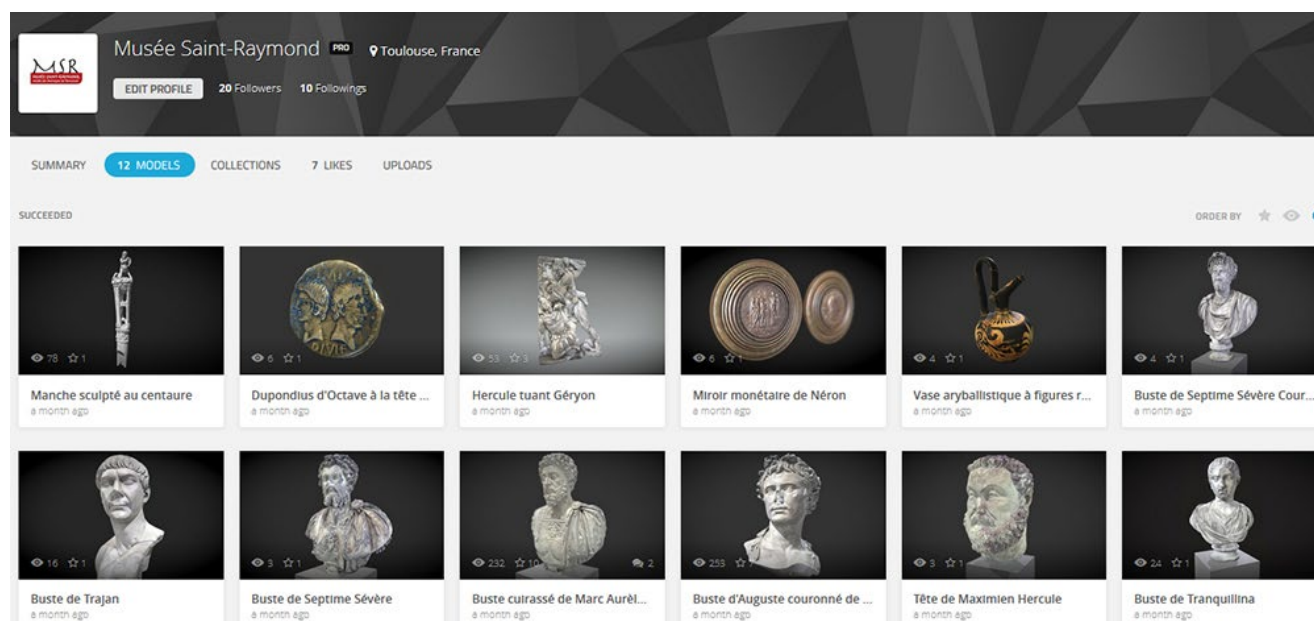 Musée Saint-Raymond PRO Toulouse, France
MSR
EDIT PROFILE 20 Followers 10 Followings
SUMMARY 12 MODELS COLLECTIONS 7 LIKES UPLOADS
SUCCEEDED ORDER BY
78 1 6 1 53 3 6 1 4 1 4 1
Manche sculpté au centaure Dupondius d'Octave à la tête ... Hercule tuant Géryon Miroir monétaire de Néron Vase aryballistique à figures r... Buste de Septime Sévère Cour...
a month ago a month ago a month ago a month ago a month ago a month ago
16 1 3 1 232 10 2 253 3 1 24 1
Buste de Trajan Buste de Septime Sévère Buste cuirassé de Marc Aurèl... Buste d'Auguste couronné de ... Tête de Maximien Hercule Buste de Tranquillina
a month ago a month ago a month ago a month ago a month ago a month ago